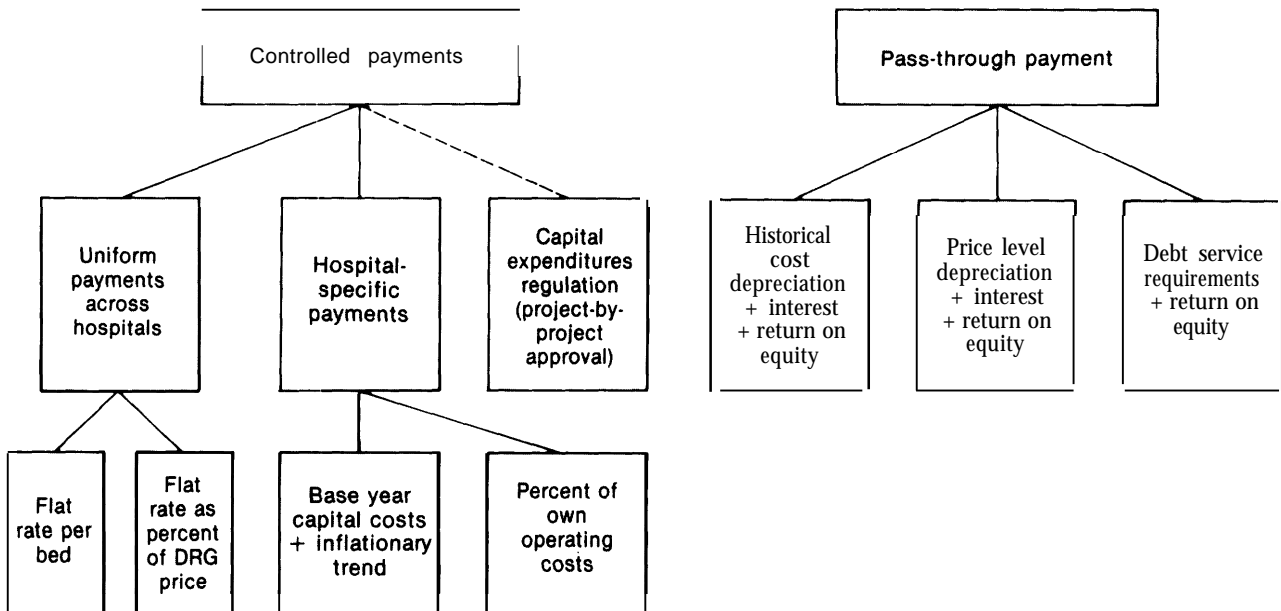 Controlled payments
Pass-through payment
Uniform
payments
across
hospitals
Hospital-
specific
payments
Capital
expenditures
regulation
(project-by-
project
approval)
Historical
cost
depreciation
+ interest
+ return on
equity
Price level
depreciation
+ interest
+ return on
equity
Debt service
requirements
+ return on
equity
Flat
rate per
bed
Flat
rate as
percent
of DRG
price
Base year
capital costs
+ inflationary
trend
Percent of
own
operating
costs